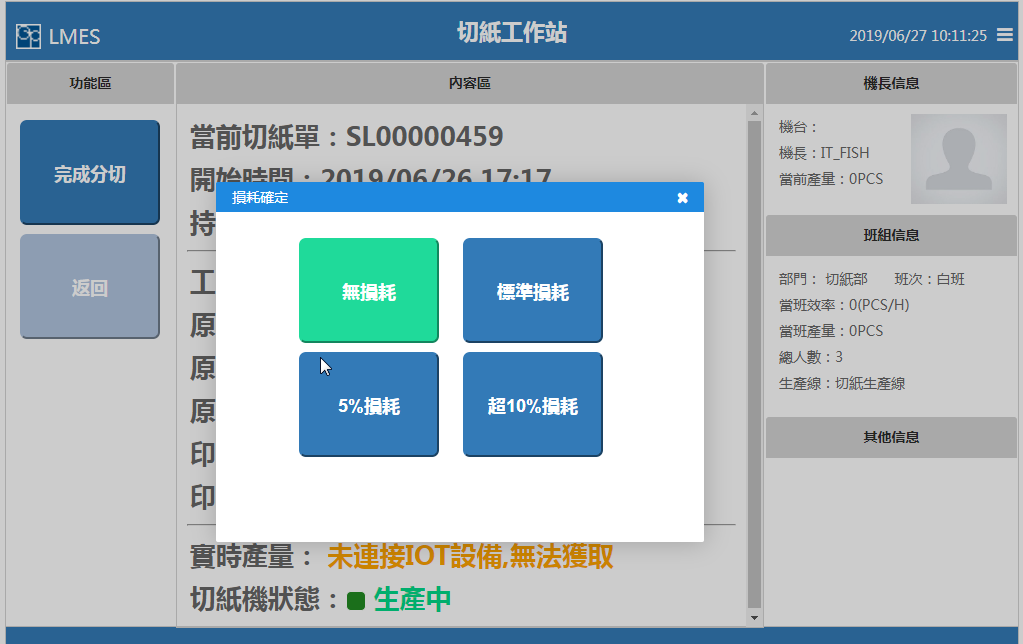 LMES
切紙工作站
2019/06/27 10:11:25
功能區
內容區
機長信息
完成分切
返回
當前切紙單：SL00000459
開始時間：2019/06/26 17:17
持
工
原
原
原
印
印
實時產量： 未連接IOT設備,無法獲取
切紙機狀態： 生產中
損耗確定
無損耗
標準損耗
5%損耗
超10%損耗
機台：
機長：IT_FISH
當前產量：0PCS
班組信息
部門： 切紙部 班次：白班
當班效率：0(PCS/H)
當班產量：0PCS
總人數：3
生產線：切紙生產線
其他信息